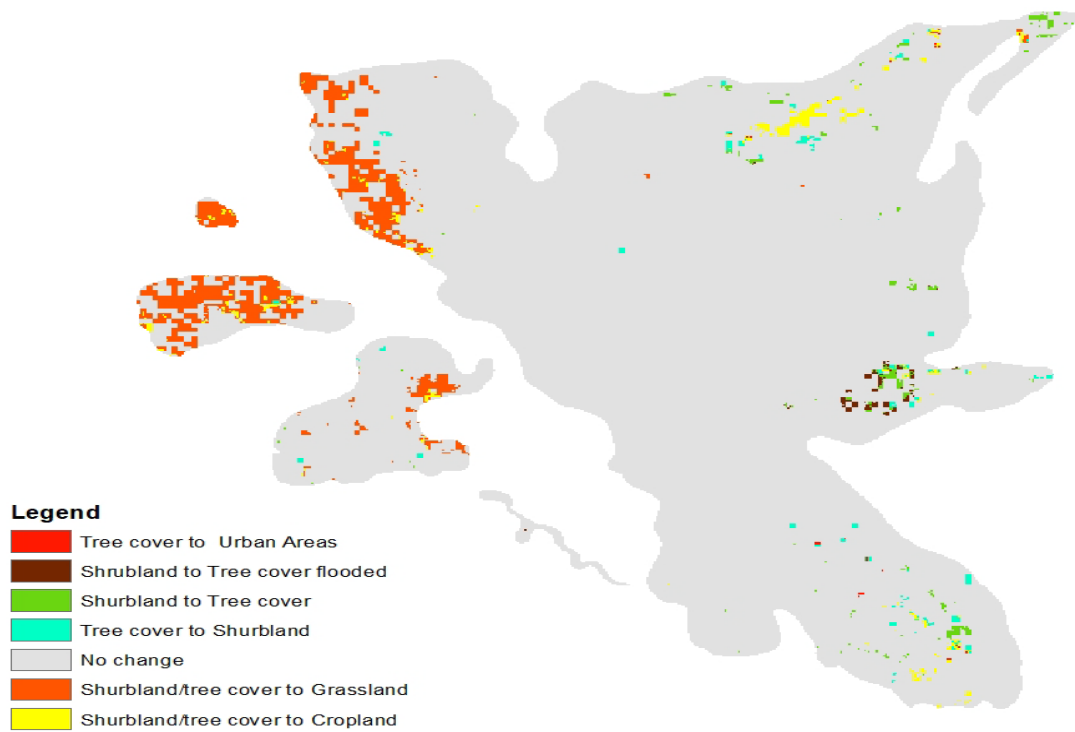 Legend
Tree cover to Urban Areas
Shrubland to Tree cover flooded
Shurbland to Tree cover
Tree cover to Shurbland
No change
Shurbland/tree cover to Grassland
Shurbland/tree cover to Cropland